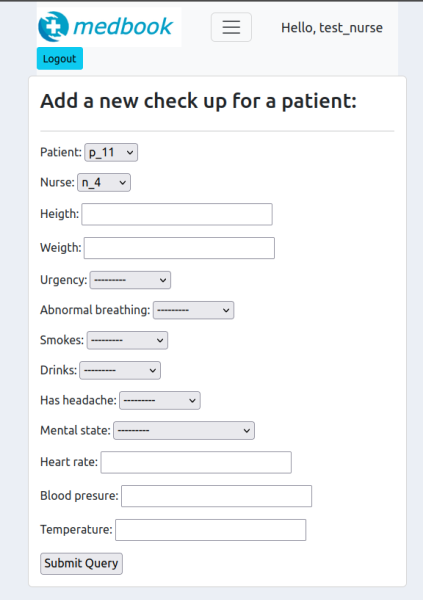 medbook
Hello, test_nurse
Logout
Add a new check up for a patient:
Patient: p_11
Nurse: n_4
Heigth:
Weigth:
Urgency: ---------
Abnormal breathing: ---------
Smokes: ---------
Drinks: ---------
Has headache: ---------
Mental state: ---------
Heart rate:
Blood presure:
Temperature:
Submit Query